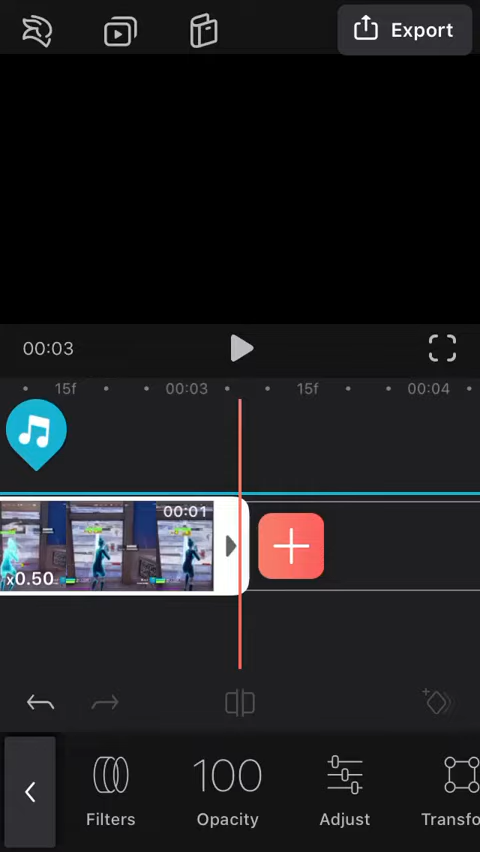 Export
00:03
15f
00:03
15f
00:04
00:01
x0.50
100
Filters
Opacity
Adjust
Transfo